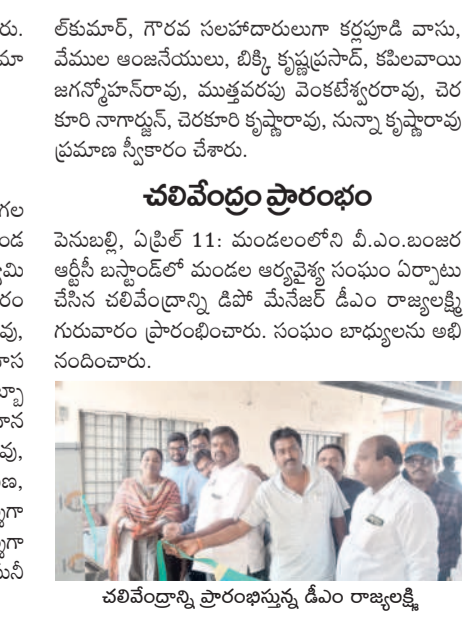 ల్‌కుమార్, గౌరవ సలహాదారులుగా కర్లపూడి వాసు,
వేముల ఆంజనేయులు, బిక్కి కృష్ణప్రసాద్, కపిలవాయి
జగన్మోహన్‌రావు, ముత్తవరపు వెంకటేశ్వరరావు, చెర
కూరి నాగార్జున్, చెరకూరి కృష్ణారావు, నున్నా కృష్ణారావు
ప్రమాణ స్వీకారం చేశారు.
చలివేంద్రం ప్రారంభం
పెనుబల్లి, ఏప్రిల్ 11: మండలంలోని వీ.ఎం.బంజర
ఆర్టీసీ బస్టాండ్‌లో మండల ఆర్యవైశ్య సంఘం ఏర్పాటు
చేసిన చలివేంద్రాన్ని డిపో మేనేజర్ డీఎం రాజ్యలక్ష్మి
గురువారం ప్రారంభించారు. సంఘం బాధ్యులను అభి
నందించారు.
చలివేంద్రాన్ని ప్రారంభిస్తున్న డీఎం రాజ్యలక్ష్మి